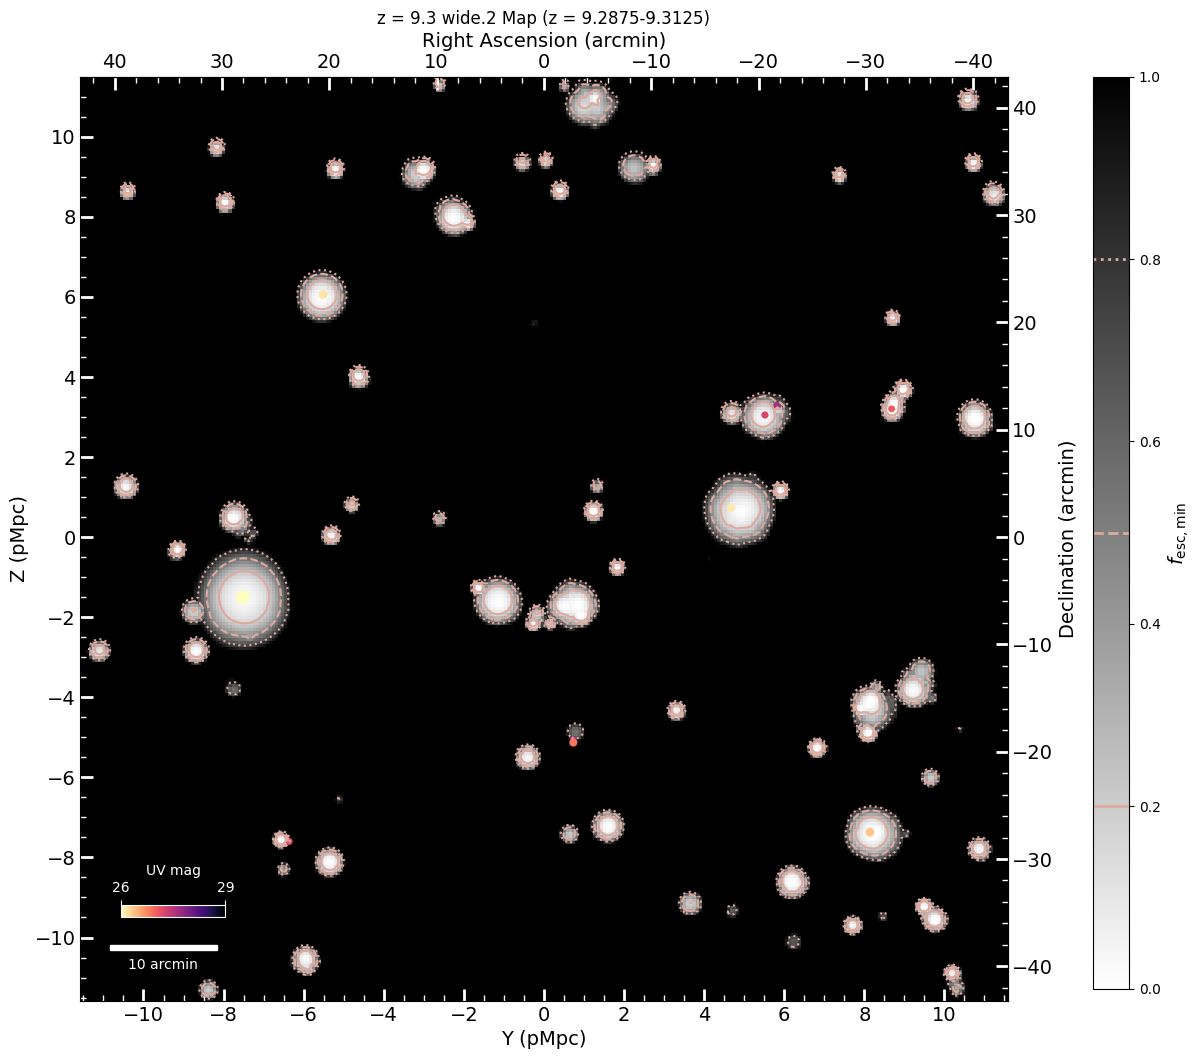 z = 9.3 wide.2 Map (z = 9.2875-9.3125)
Right Ascension (arcmin)
40 30 20 10 0 −10 −20 −30 −40
10
8
6
4
2
0
−2
−4
−6
−8
−10
Z (pMpc)
UV mag
26 29
10 arcmin
−10 −8 −6 −4 −2 0 2 4 6 8 10
Y (pMpc)
40
30
20
10
0
−10
−20
−30
−40
Declination (arcmin)
1.0
0.8
0.6
0.4
0.2
0.0
fesc,min